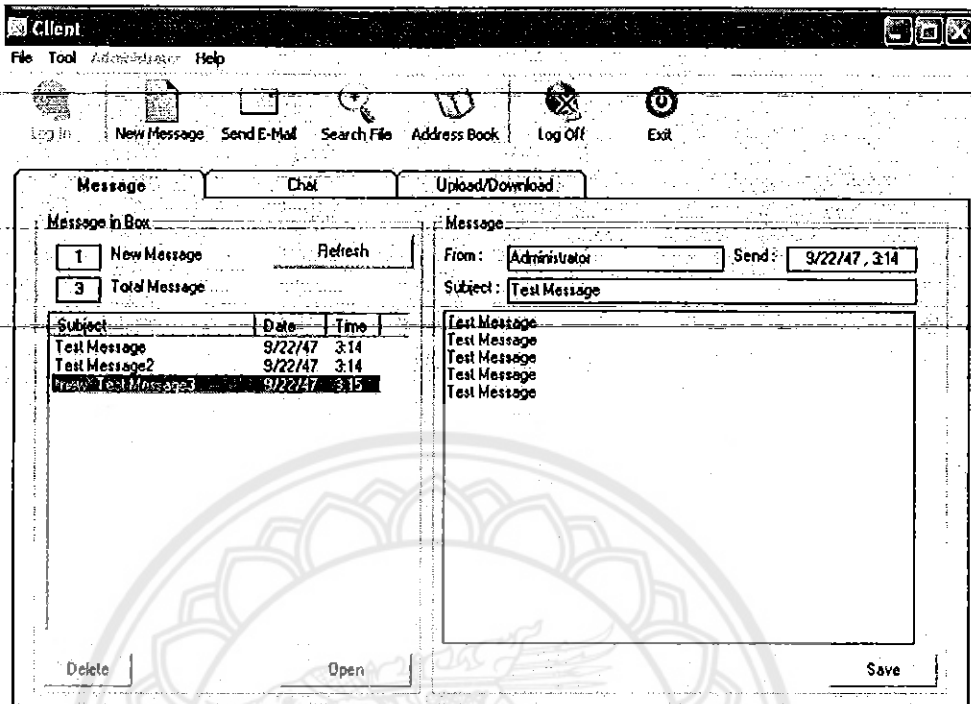 Client
File Tool Administrator Help
Log In New Message Send E-Mail Search File Address Book Log Off Exit
Message Chat Upload/Download
Message in Box
1 New Message Refresh
3 Total Message
Subject Date Time
Test Message 9/22/47 3:14
Test Message2 9/22/47 3:14
Test Message3 9/22/47 3:15
Delete Open
Message
From : Administrator Send : 9/22/47 , 3:14
Subject : Test Message
Test Message
Test Message
Test Message
Test Message
Test Message
Save